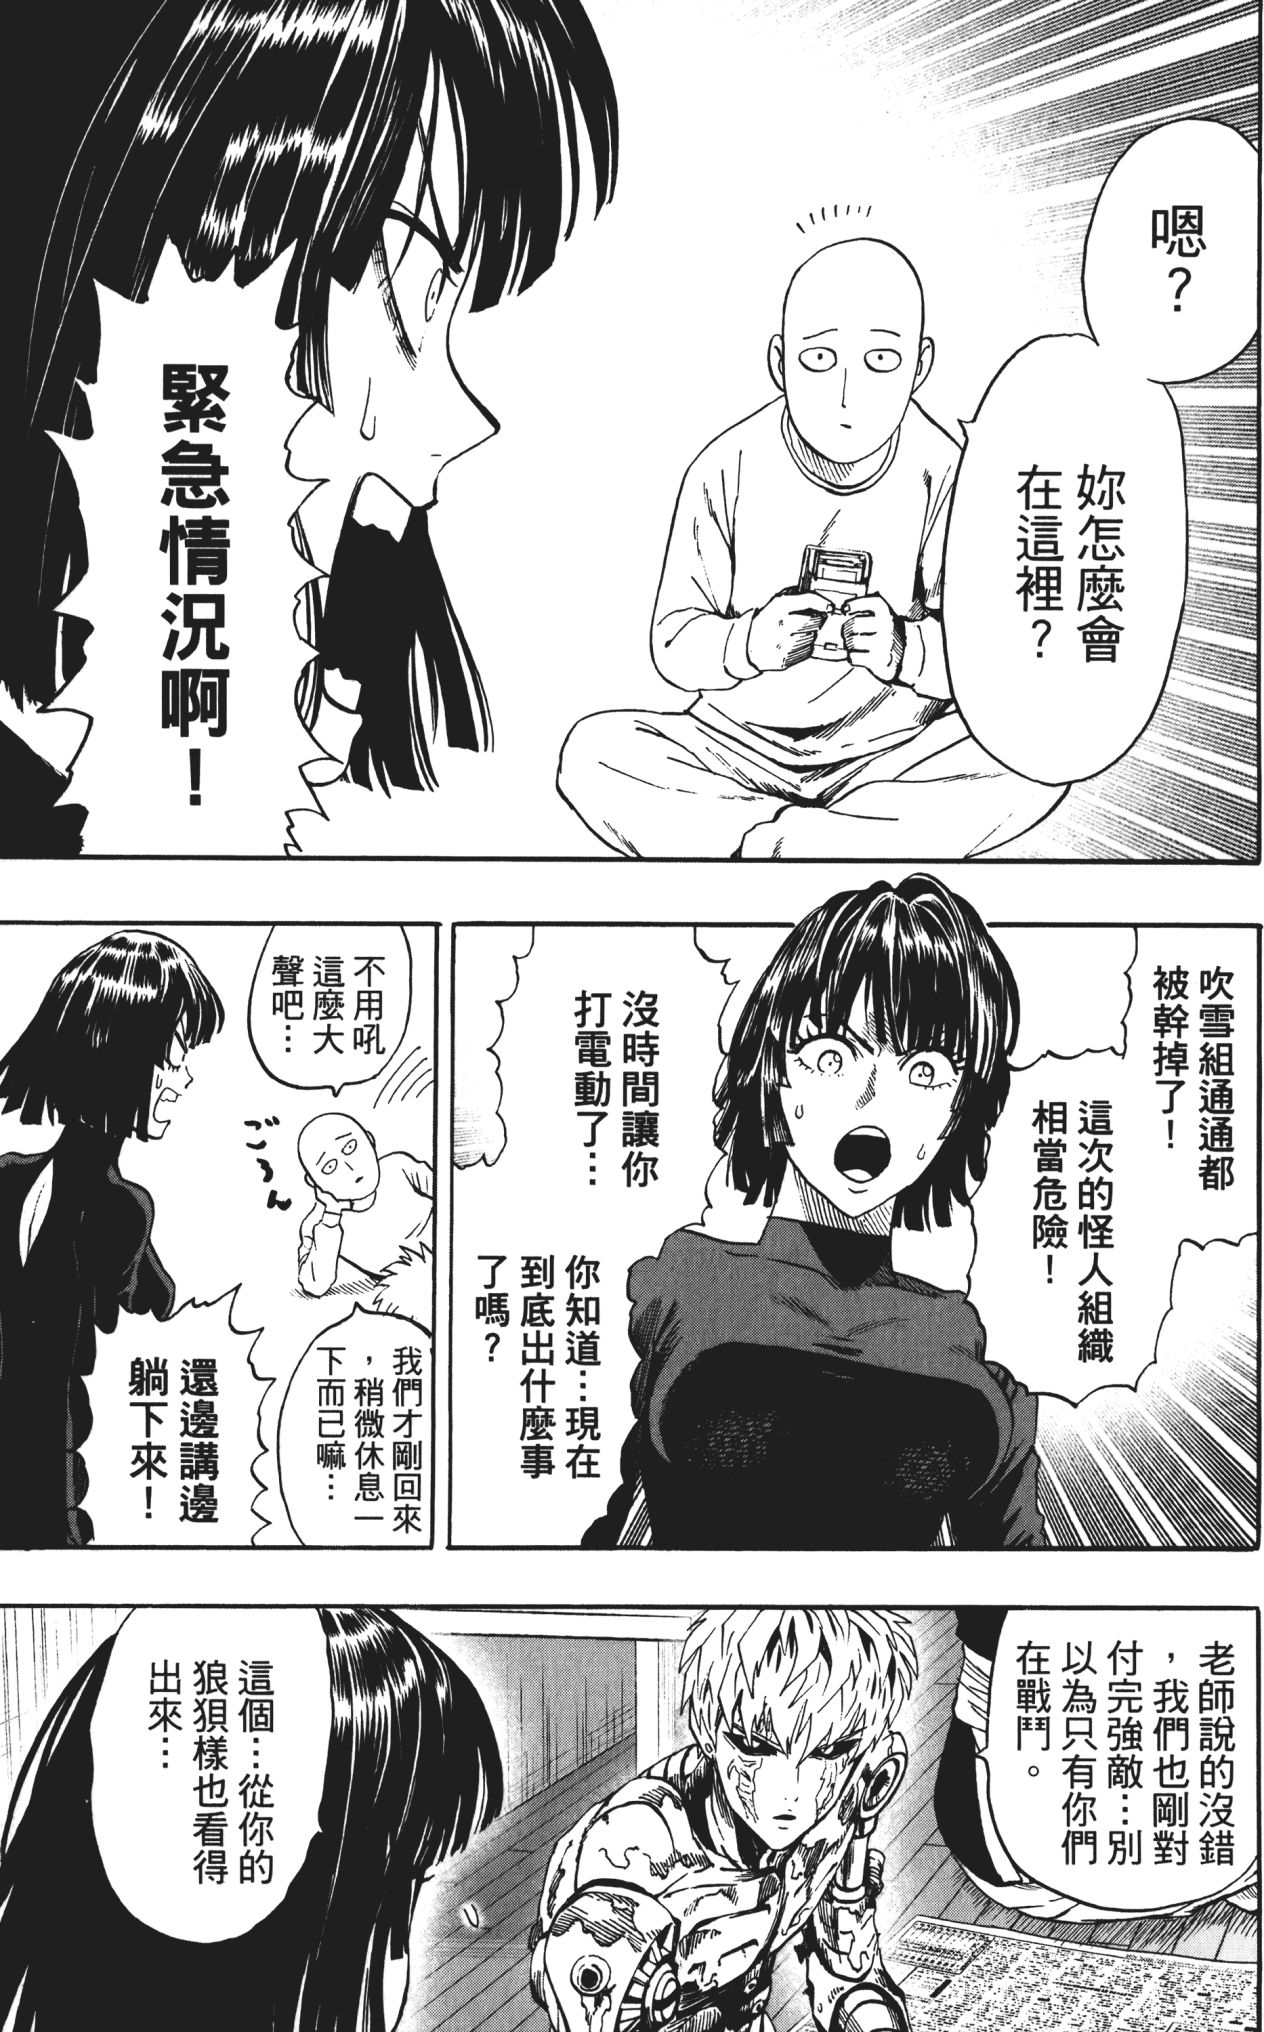 嗯？
妳怎麼會
在這裡？
緊急情況啊！
吹雪組通通都
被幹掉了！
這次的怪人組織
相當危險！
沒時間讓你
打電動了…
你知道…現在
到底出什麼事
了嗎？
不用吼
這麼大
聲吧…
ごろん
我們才剛回來
，稍微休息一
下而已嘛…
還邊講邊
躺下來！
老師說的沒錯
，我們也剛對
付完強敵…別
以為只有你們
在戰鬥。
這個…從你的
狼狽樣也看得
出來…